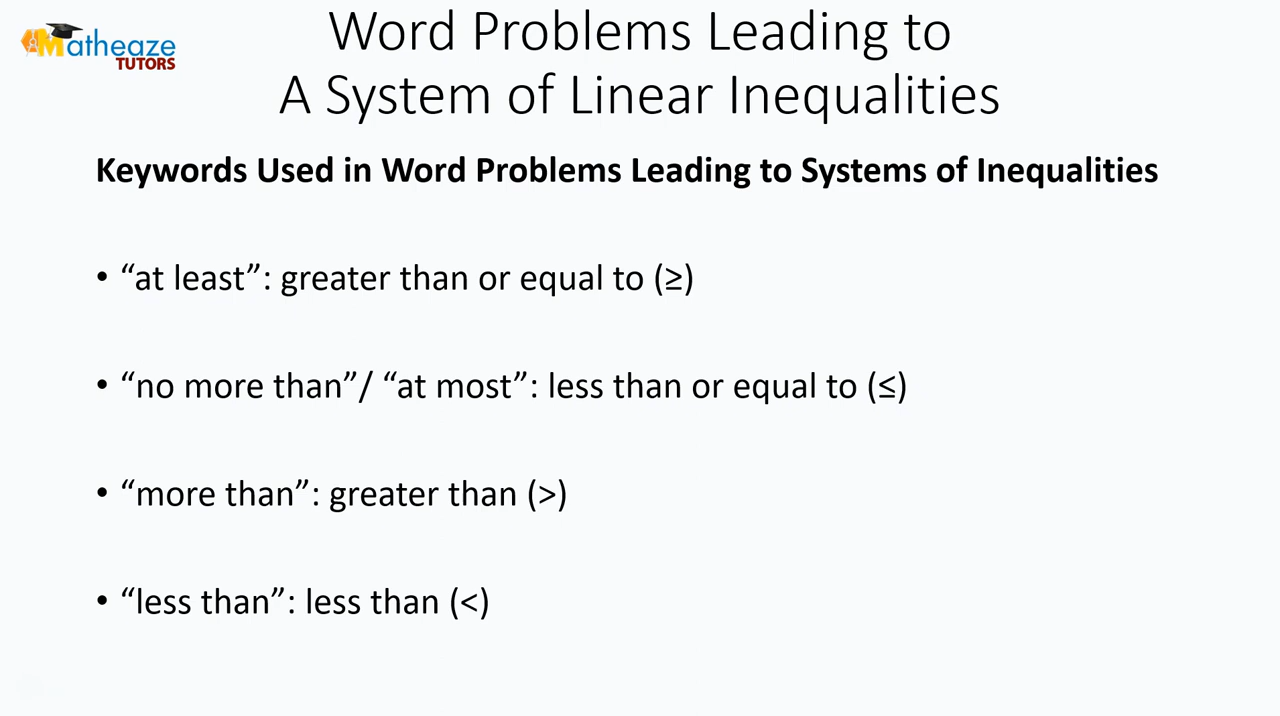 Matheaze
TUTORS
Word Problems Leading to
A System of Linear Inequalities
Keywords Used in Word Problems Leading to Systems of Inequalities
• “at least”: greater than or equal to (≥)
• “no more than”/ “at most”: less than or equal to (≤)
• “more than”: greater than (>)
• “less than”: less than (<)